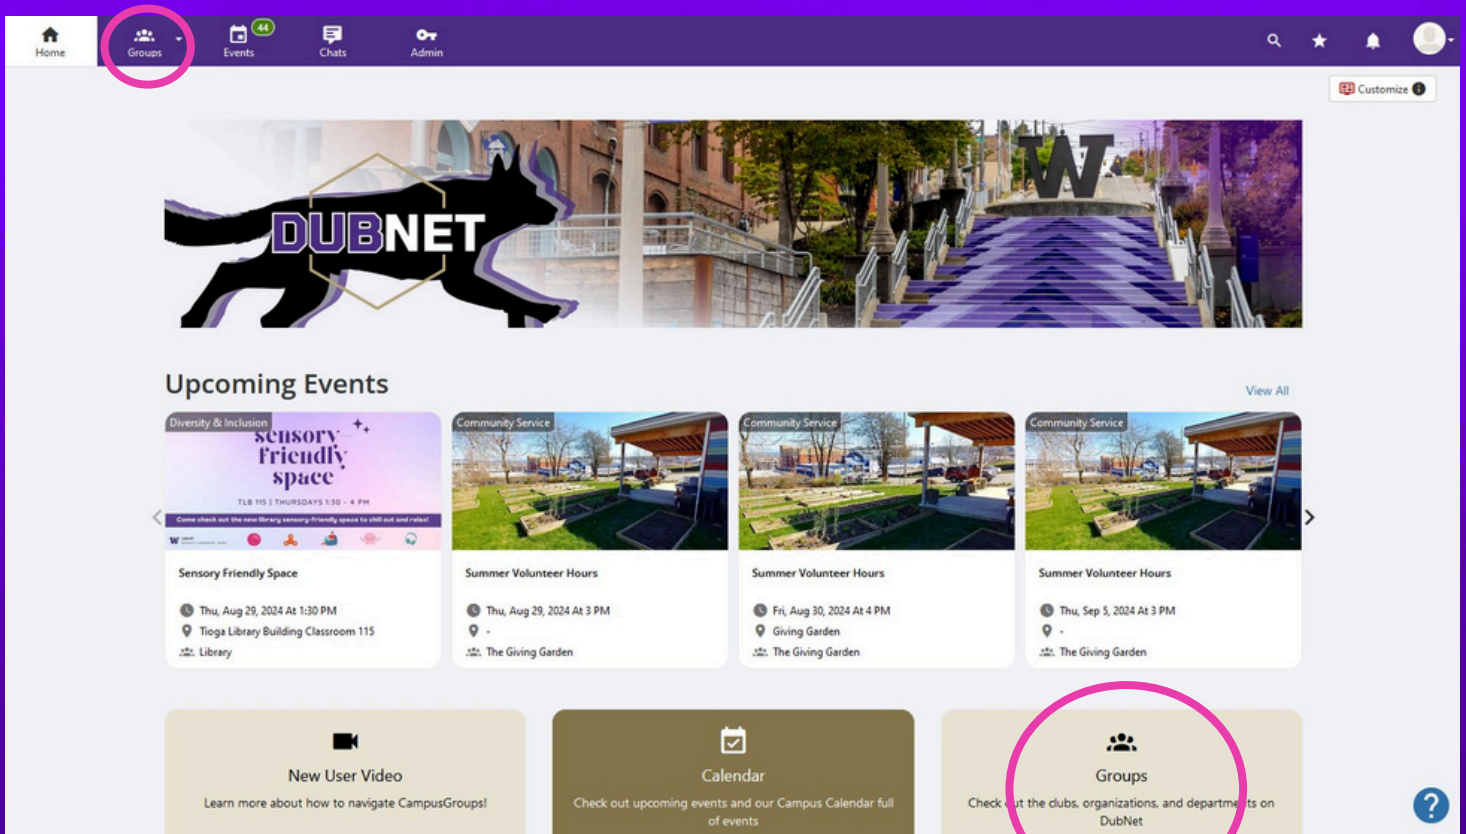 Home
Groups
Events
44
Chats
Admin
Customize
DUBNET
W
Upcoming Events
View All
Diversity & Inclusion
sensory
friendly
space
TLB 115 | THURSDAYS 1:30 - 4 PM
Come check out the new library sensory-friendly space to chill out and relax!
W
Sensory Friendly Space
Thu, Aug 29, 2024 At 1:30 PM
Tioga Library Building Classroom 115
Library
Community Service
Summer Volunteer Hours
Thu, Aug 29, 2024 At 3 PM
-
The Giving Garden
Community Service
Summer Volunteer Hours
Fri, Aug 30, 2024 At 4 PM
Giving Garden
The Giving Garden
Community Service
Summer Volunteer Hours
Thu, Sep 5, 2024 At 3 PM
-
The Giving Garden
New User Video
Learn more about how to navigate CampusGroups!
Calendar
Check out upcoming events and our Campus Calendar full
of events
Groups
Check out the clubs, organizations, and departments on
DubNet
?